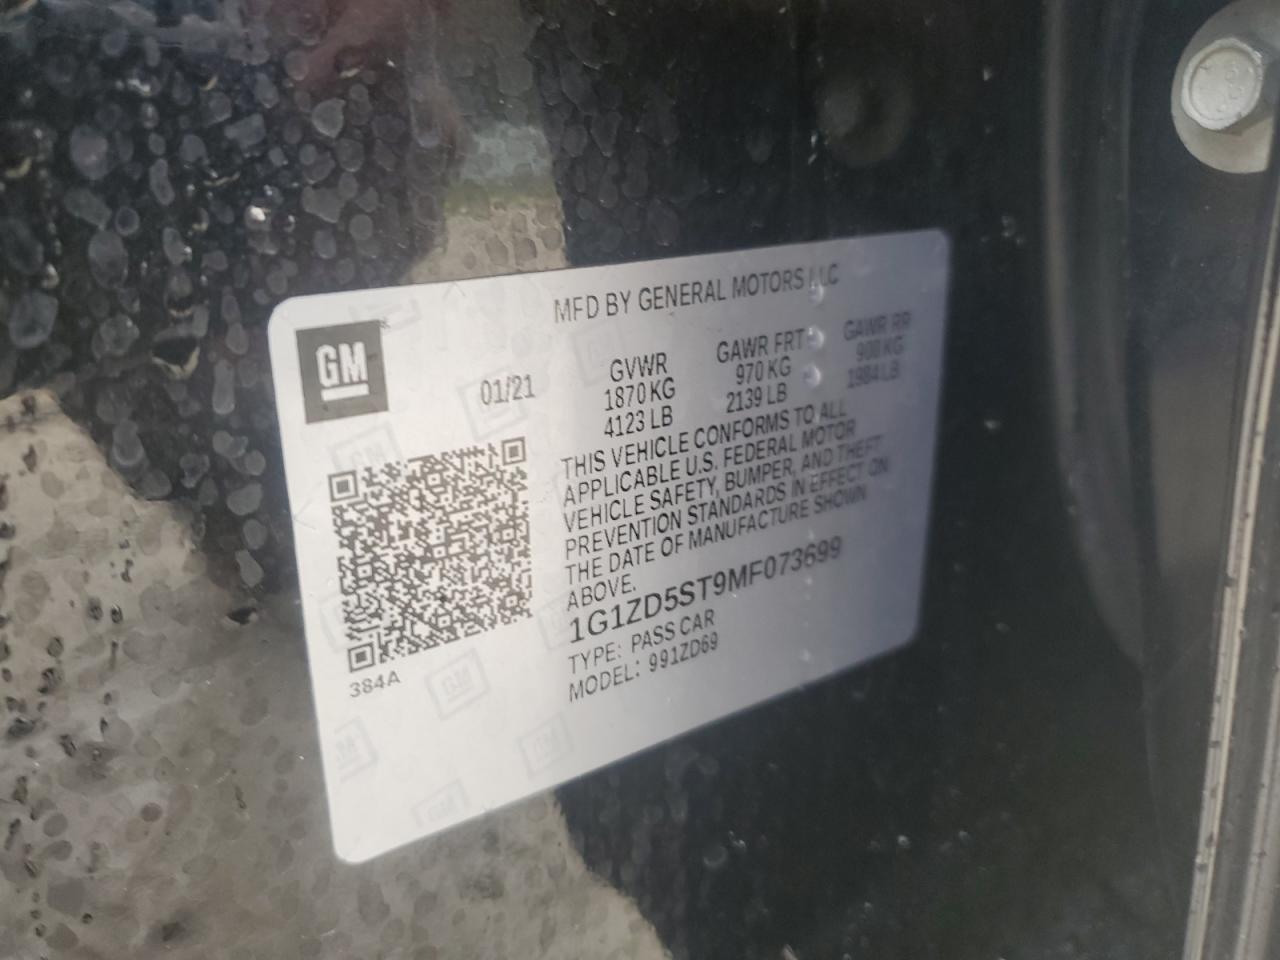 MFD BY GENERAL MOTORS LLC
GM
01/21
GVWR GAWR FRT GAWR RR
1870 KG 970 KG 900 KG
4123 LB 2139 LB 1984 LB
THIS VEHICLE CONFORMS TO ALL
APPLICABLE U.S. FEDERAL MOTOR
VEHICLE SAFETY, BUMPER, AND THEFT
PREVENTION STANDARDS IN EFFECT ON
THE DATE OF MANUFACTURE SHOWN
ABOVE.
1G1ZD5ST9MF073699
TYPE: PASS CAR
MODEL: 991ZD69
384A